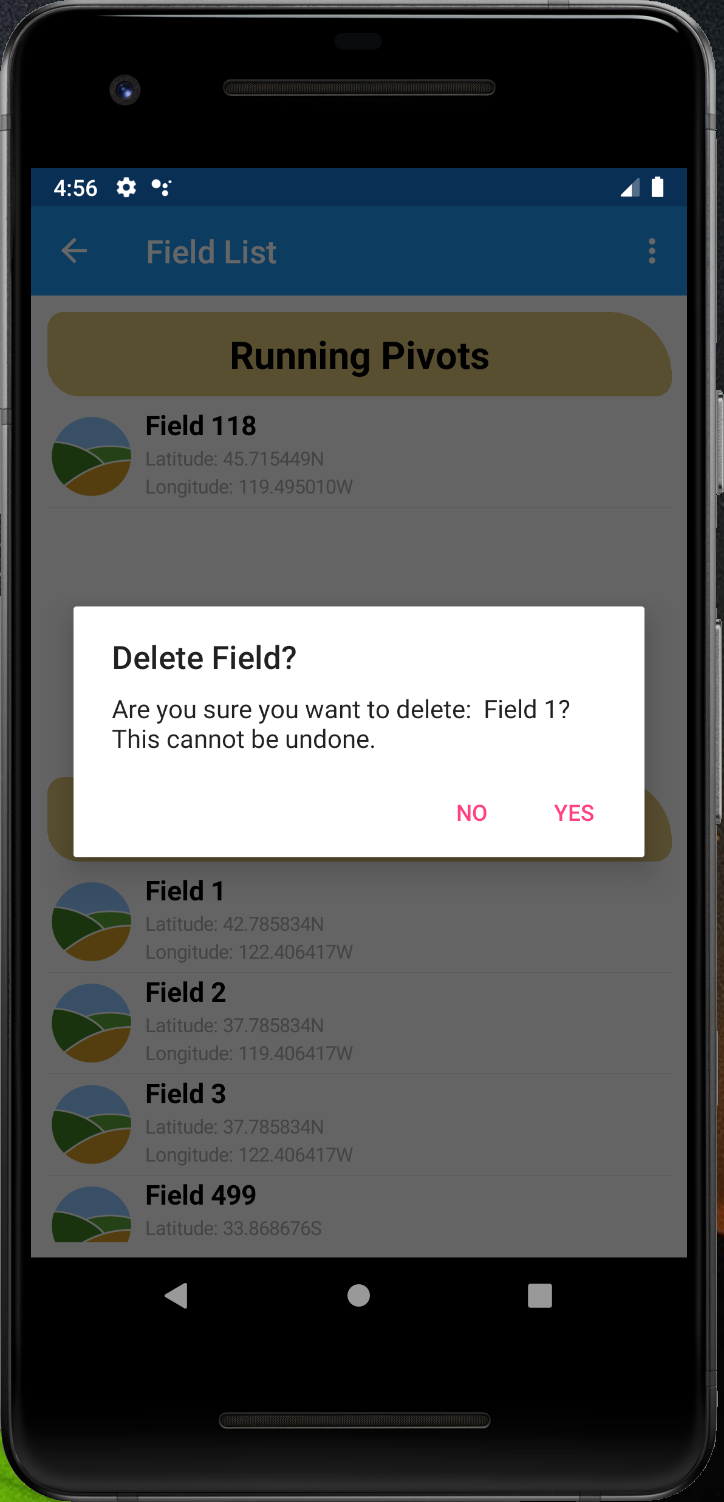 4:56
Field List
Running Pivots
Field 118
Latitude: 45.715449N
Longitude: 119.495010W
Delete Field?
Are you sure you want to delete:  Field 1?
This cannot be undone.
NO
YES
Field 1
Latitude: 42.785834N
Longitude: 122.406417W
Field 2
Latitude: 37.785834N
Longitude: 119.406417W
Field 3
Latitude: 37.785834N
Longitude: 122.406417W
Field 499
Latitude: 33.868676S